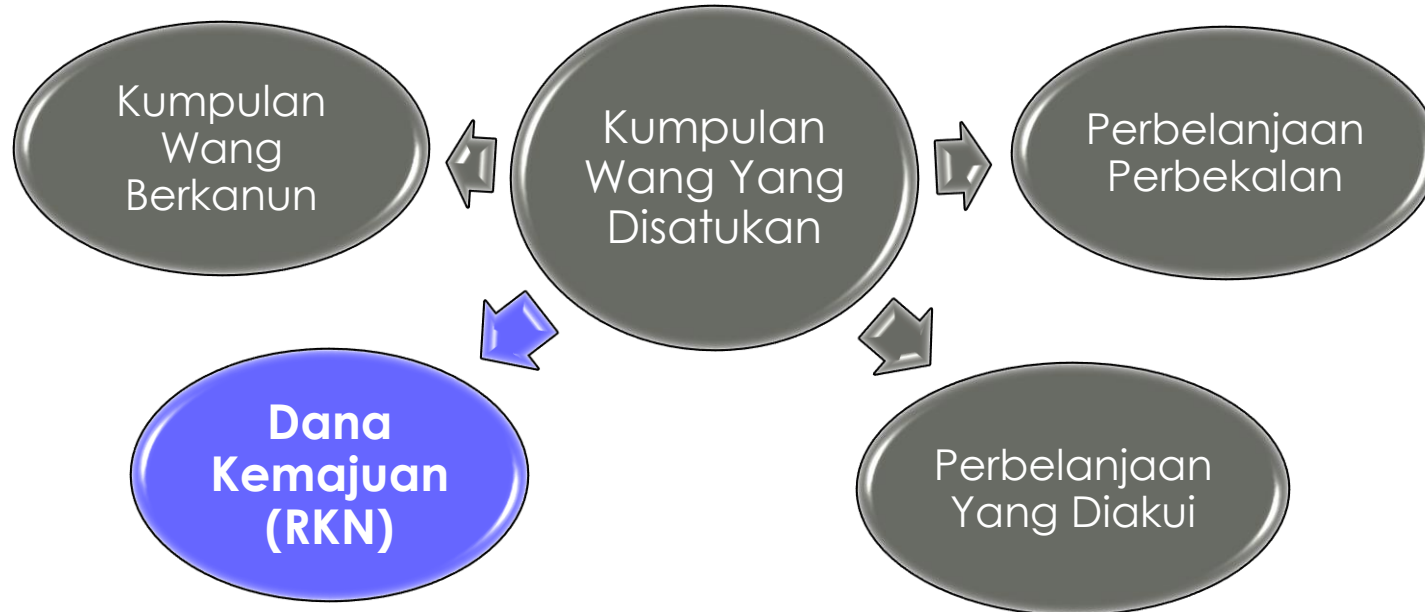 Kumpulan
Wang
Berkanun
Kumpulan
Wang Yang
Disatukan
Perbelanjaan
Perbekalan
Dana
Kemajuan
(RKN)
Perbelanjaan
Yang Diakui